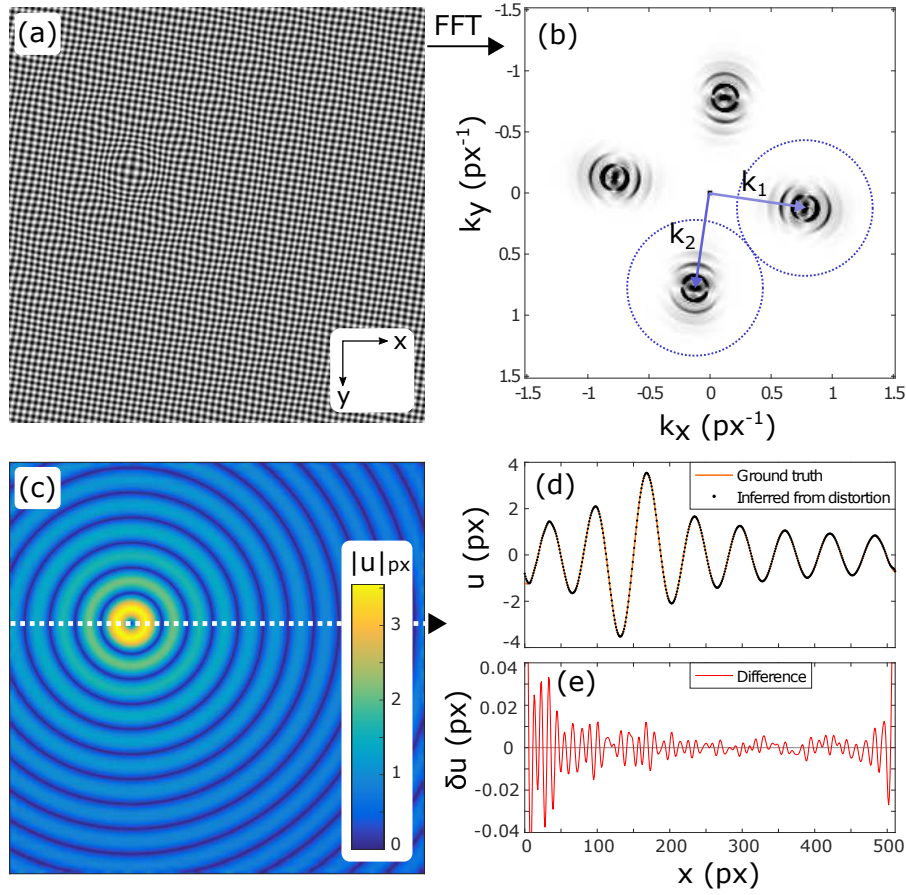 (a)
x
y
FFT
(b)
-1.5
-1
-0.5
0
0.5
1
1.5
ky (px-1)
k1
k2
-1.5
-1
-0.5
0
0.5
1
1.5
kx (px-1)
(c)
|u|px
3
2
1
0
(d)
Ground truth
Inferred from distortion
4
2
0
-2
-4
u (px)
(e)
Difference
0.04
0.02
0
-0.02
-0.04
δu (px)
0
100
200
300
400
500
x (px)